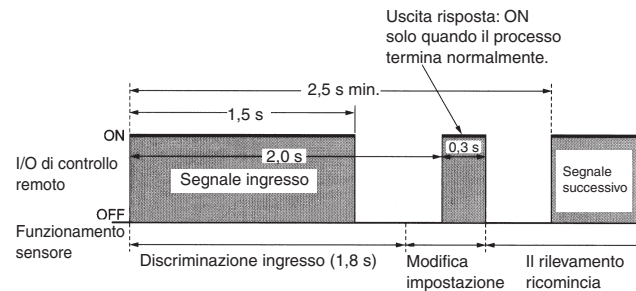 Uscita risposta: ON
solo quando il processo
termina normalmente.
2,5 s min.
1,5 s
ON
2,0 s
0,3 s
I/O di controllo
remoto
Segnale ingresso
Segnale
successivo
OFF
Funzionamento
sensore
Discriminazione ingresso (1,8 s)
Modifica
impostazione
Il rilevamento
ricomincia